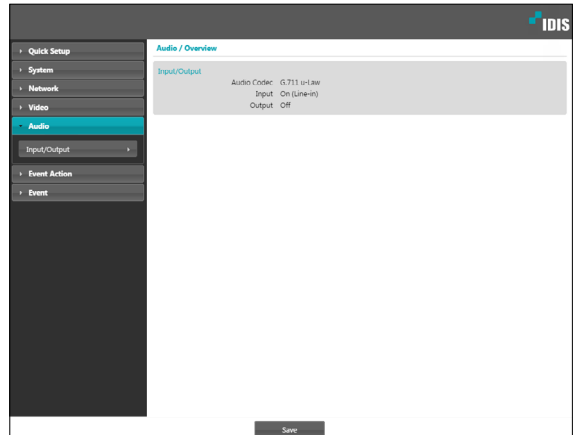 IDIS
Quick Setup
System
Network
Video
Audio
Input/Output
Event Action
Event
Audio / Overview
Input/Output
Audio Codec G.711 u-Law
Input On (Line-in)
Output Off
Save